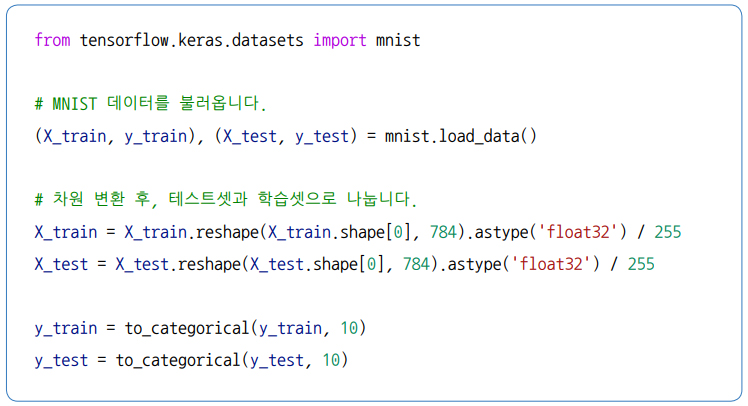 from tensorflow.keras.datasets import mnist
# MNIST 데이터를 불러옵니다.
(X_train, y_train), (X_test, y_test) = mnist.load_data()
# 차원 변환 후, 테스트셋과 학습셋으로 나눕니다.
X_train = X_train.reshape(X_train.shape[0], 784).astype('float32') / 255
X_test = X_test.reshape(X_test.shape[0], 784).astype('float32') / 255
y_train = to_categorical(y_train, 10)
y_test = to_categorical(y_test, 10)